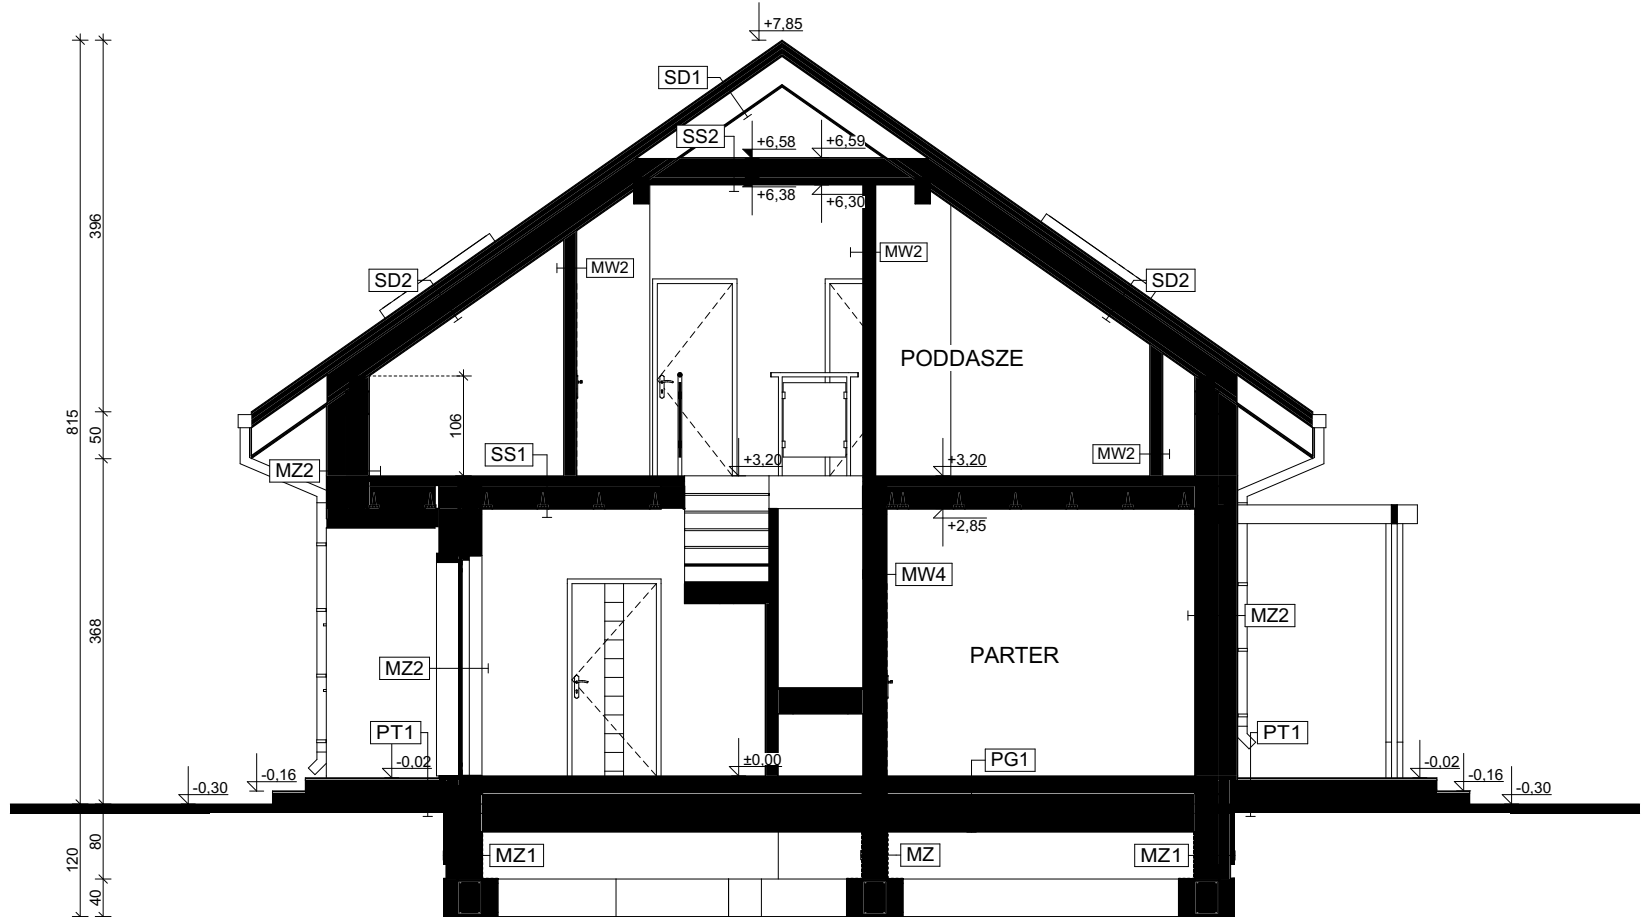 +7,85
SD1
SS2
+6,58
+6,59
+6,38
+6,30
396
MW2
MW2
SD2
SD2
PODDASZE
815
50
106
SS1
+3,20
+3,20
MW2
MZ2
+2,85
MW4
368
MZ2
PARTER
MZ2
PT1
PT1
-0,02
±0,00
PG1
-0,02
-0,16
-0,16
-0,30
-0,30
80
120
MZ1
MZ
MZ1
40